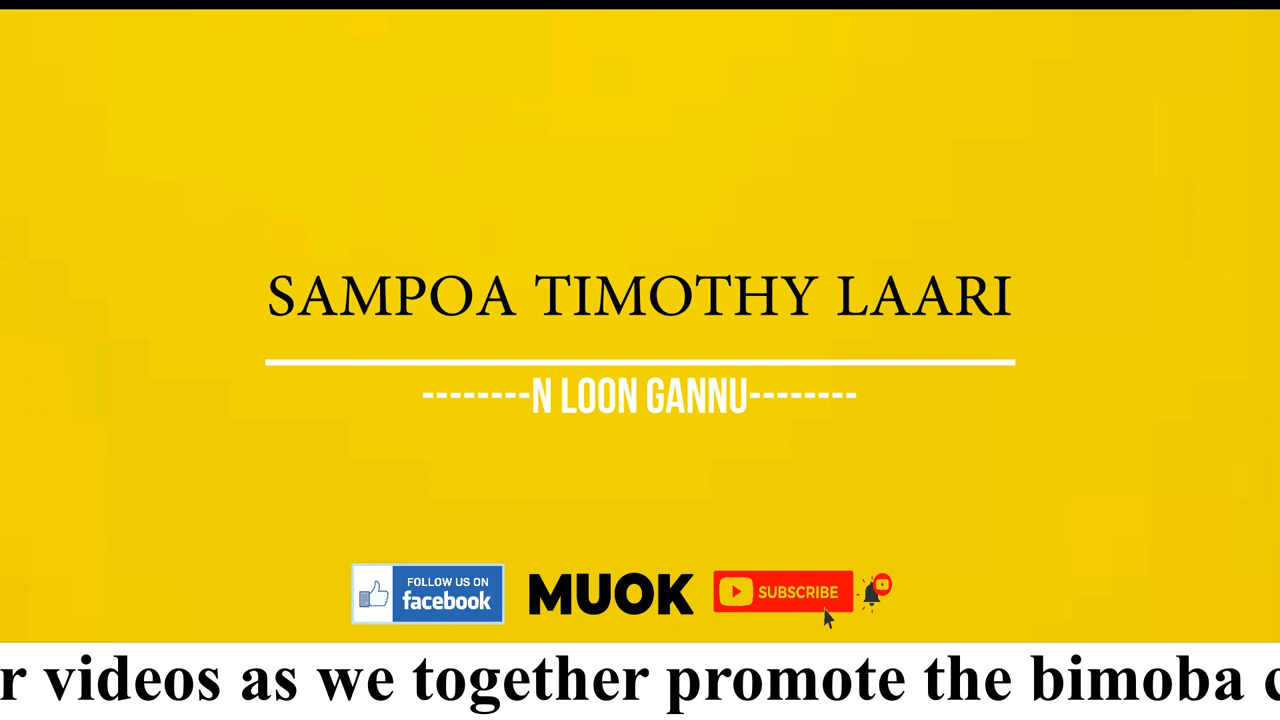 SAMPOA TIMOTHY LAARI
--------N LOON GANNU--------
FOLLOW US ON
facebook
MUOK
SUBSCRIBE
r videos as we together promote the bimoba c